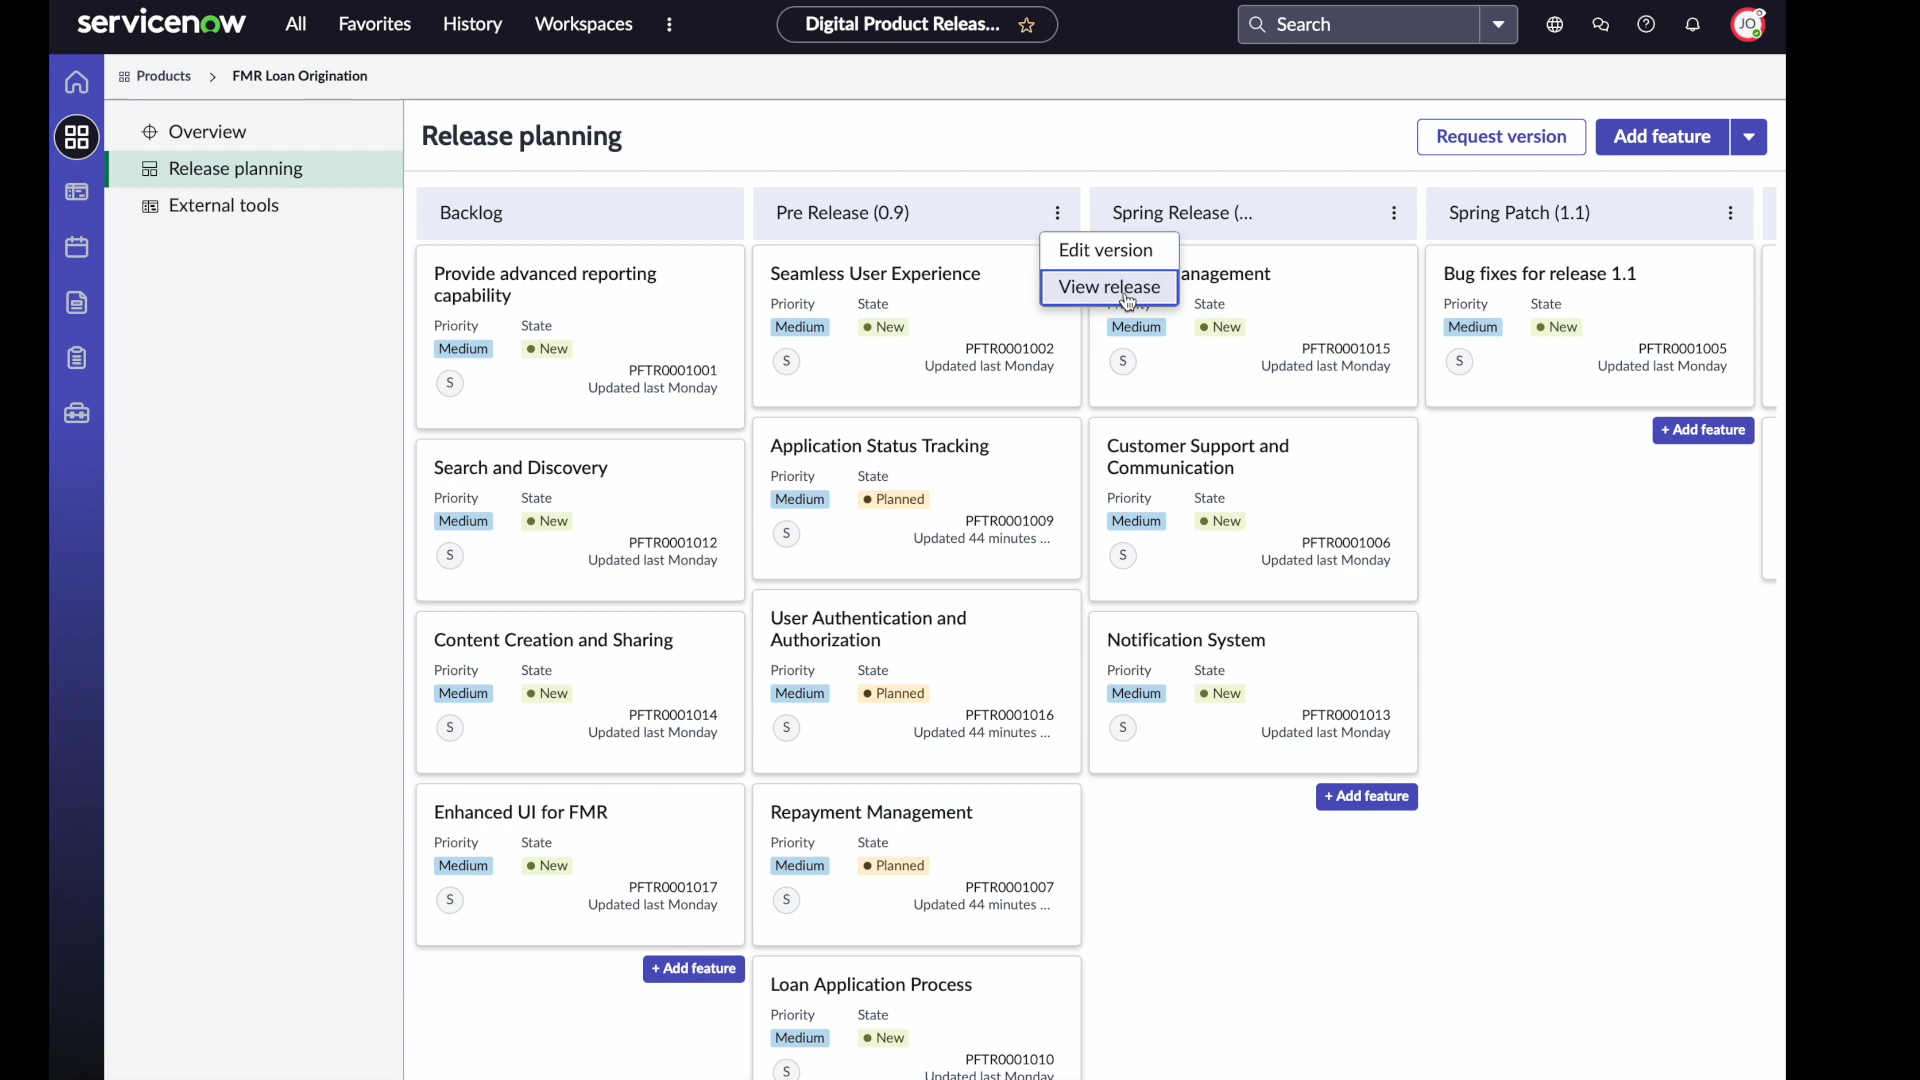 servicenow
All
Favorites
History
Workspaces
Digital Product Releas...
Search
JO
Products > FMR Loan Origination
Overview
Release planning
External tools
Release planning
Request version
Add feature
Backlog
Provide advanced reporting
capability
Priority State
Medium New
S
PFTR0001001
Updated last Monday
Search and Discovery
Priority State
Medium New
S
PFTR0001012
Updated last Monday
Content Creation and Sharing
Priority State
Medium New
S
PFTR0001014
Updated last Monday
Enhanced UI for FMR
Priority State
Medium New
S
PFTR0001017
Updated last Monday
+ Add feature
Pre Release (0.9)
Edit version
View release
Seamless User Experience
Priority State
Medium New
S
PFTR0001002
Updated last Monday
Application Status Tracking
Priority State
Medium Planned
S
PFTR0001009
Updated 44 minutes ...
User Authentication and
Authorization
Priority State
Medium Planned
S
PFTR0001016
Updated 44 minutes ...
Repayment Management
Priority State
Medium Planned
S
PFTR0001007
Updated 44 minutes ...
Loan Application Process
Priority State
Medium New
S
PFTR0001010
Updated last Monday
Spring Release (...
anagement
State
Medium New
S
PFTR0001015
Updated last Monday
Customer Support and
Communication
Priority State
Medium New
S
PFTR0001006
Updated last Monday
Notification System
Priority State
Medium New
S
PFTR0001013
Updated last Monday
+ Add feature
Spring Patch (1.1)
Bug fixes for release 1.1
Priority State
Medium New
S
PFTR0001005
Updated last Monday
+ Add feature